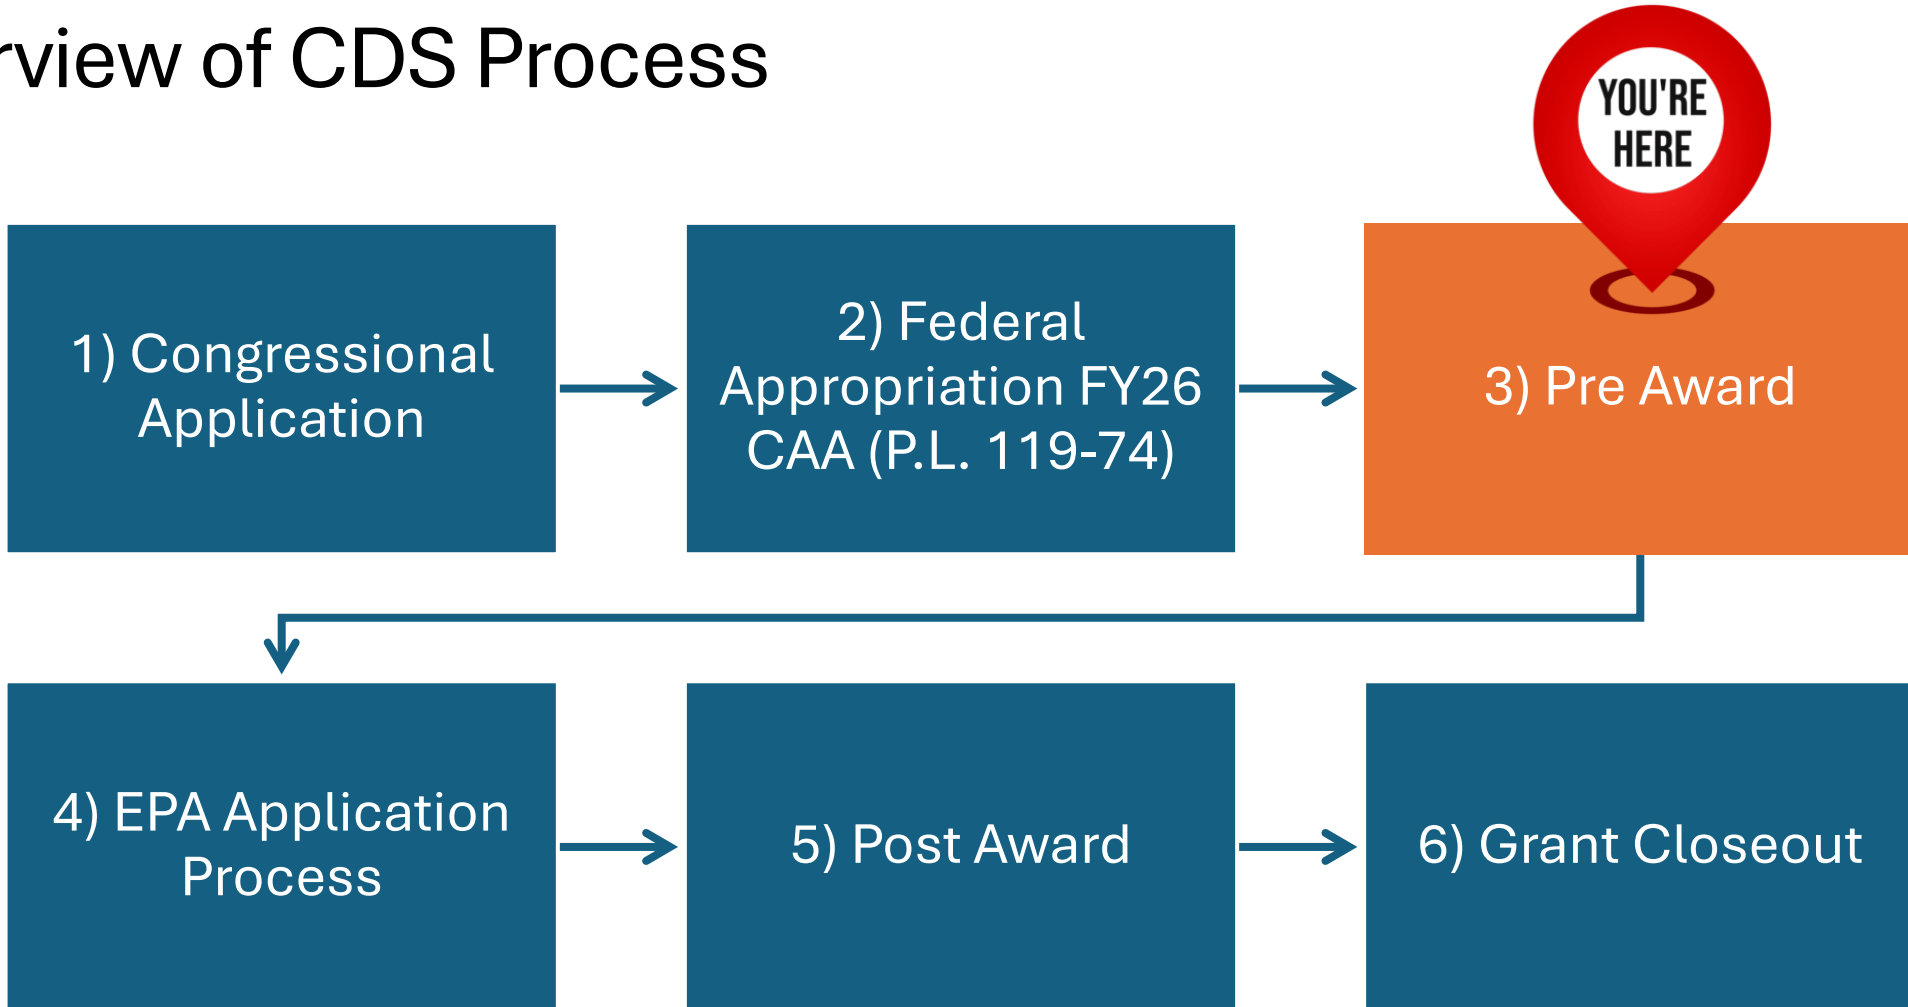 rview of CDS Process
YOU'RE
HERE
1) Congressional
Application
2) Federal
Appropriation FY26
CAA (P.L. 119-74)
3) Pre Award
4) EPA Application
Process
5) Post Award
6) Grant Closeout